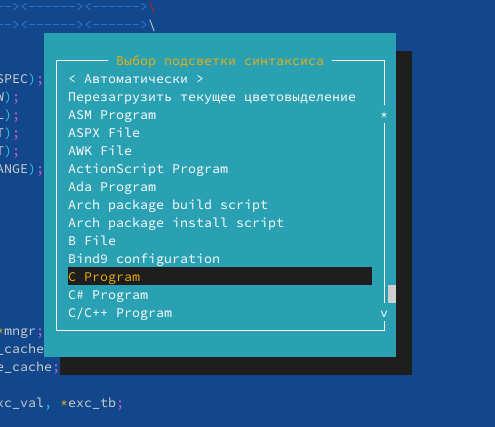 --><------><------>\
--><------><------>\
Выбор подсветки синтаксиса
< Автоматически >
SPEC);
Перезагрузить текущее цветовыделение
W);
ASM Program
L);
*
ASPX File
T);
AWK File
T);
ActionScript Program
ANGE);
Ada Program
Arch package build script
Arch package install script
B File
Bind9 configuration
C Program
C# Program
C/C++ Program
v
*mngr;
_cache
e_cache;
xc_val, *exc_tb;